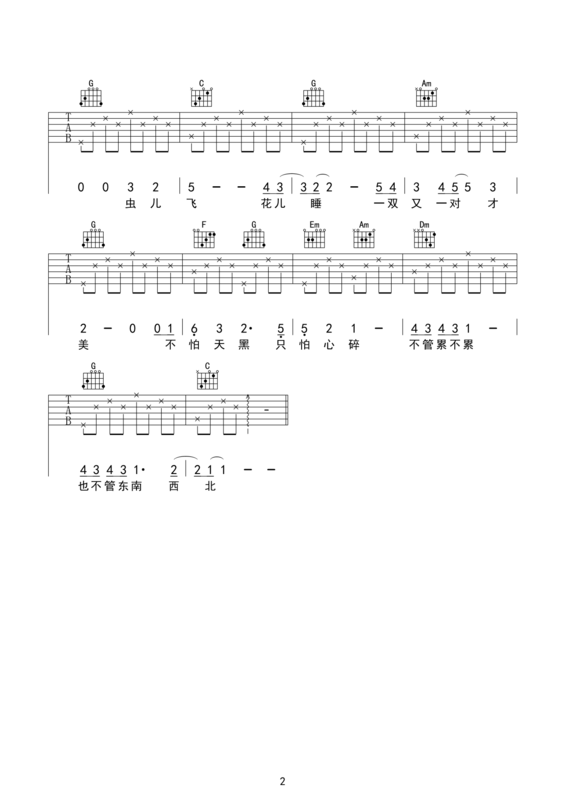 G C G Am
T
A
B
0 0 3 2 5 - - 4 3 3 2 2 - 5 4 3 4 5 5 3
虫 儿 飞 花 儿 睡 一 双 又 一 对 才
G F G Em Am Dm
T
A
B
2 - 0 0 1 6 3 2· 5 5 2 1 - 4 3 4 3 1 -
美 不 怕 天 黑 只 怕 心 碎 不 管 累 不 累
G C
T
A
B
4 3 4 3 1· 2 2 1 1 - -
也 不 管 东 南 西 北
2